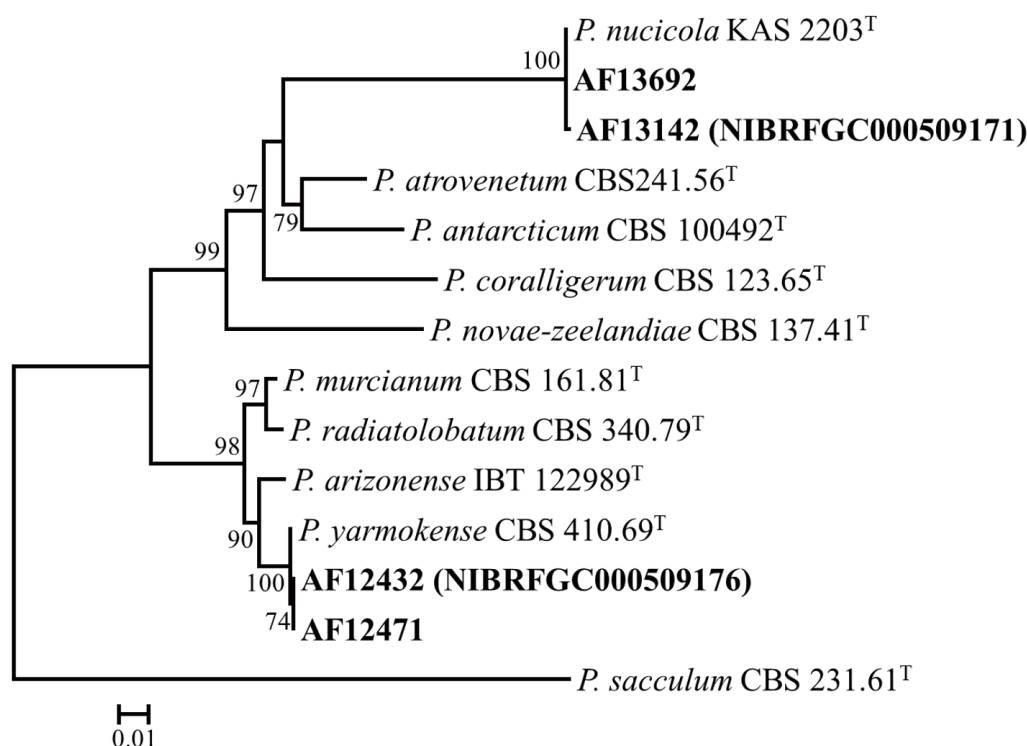 P. nucicola KAS 2203T
100
AF13692
AF13142 (NIBRFGC000509171)
P. atrovenetum CBS241.56T
97
79
P. antarcticum CBS 100492T
99
P. coralligerum CBS 123.65T
P. novae-zeelandiae CBS 137.41T
P. murcianum CBS 161.81T
97
P. radiatolobatum CBS 340.79T
98
P. arizonense IBT 122989T
P. yarmokense CBS 410.69T
90
AF12432 (NIBRFGC000509176)
100
74
AF12471
P. sacculum CBS 231.61T
0.01